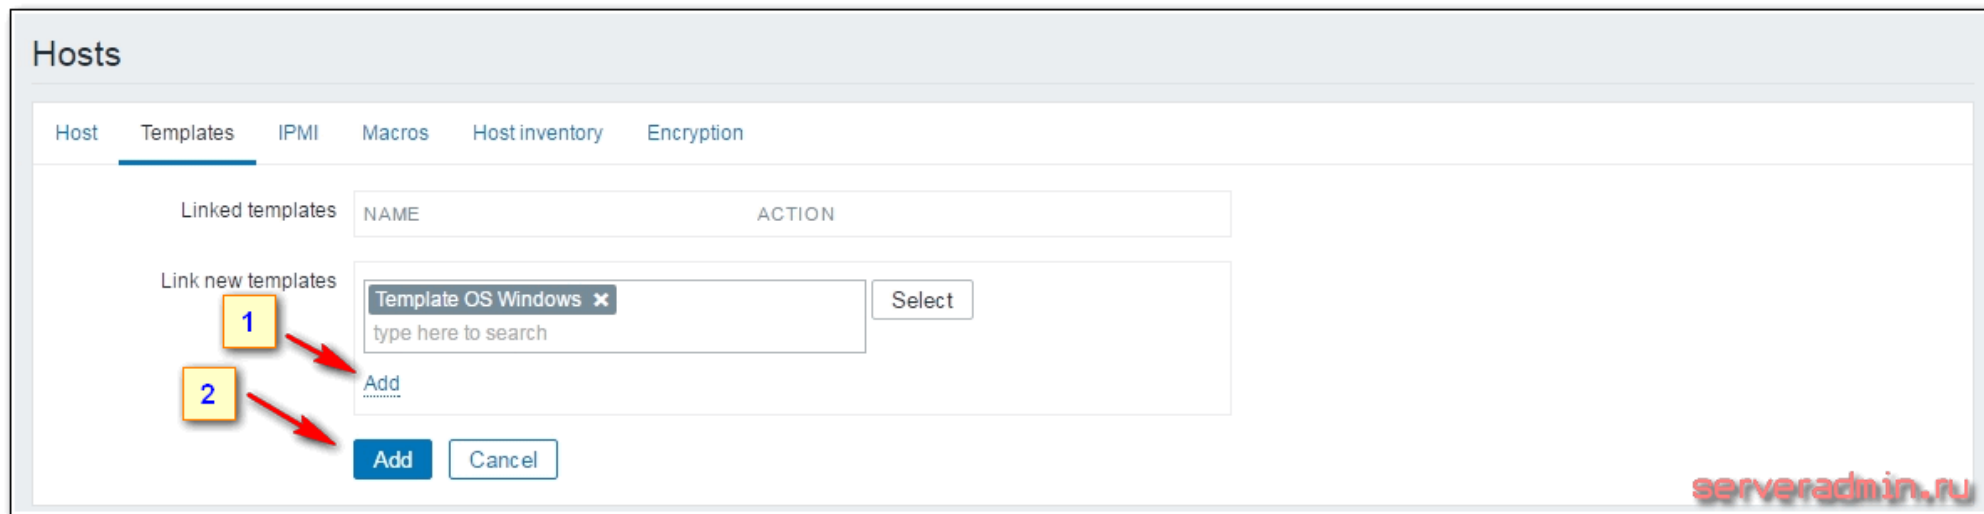 Hosts
Host Templates IPMI Macros Host inventory Encryption
Linked templates NAME ACTION
Link new templates
Template OS Windows × Select
type here to search
1
Add
2
Add Cancel
serveradmin.ru